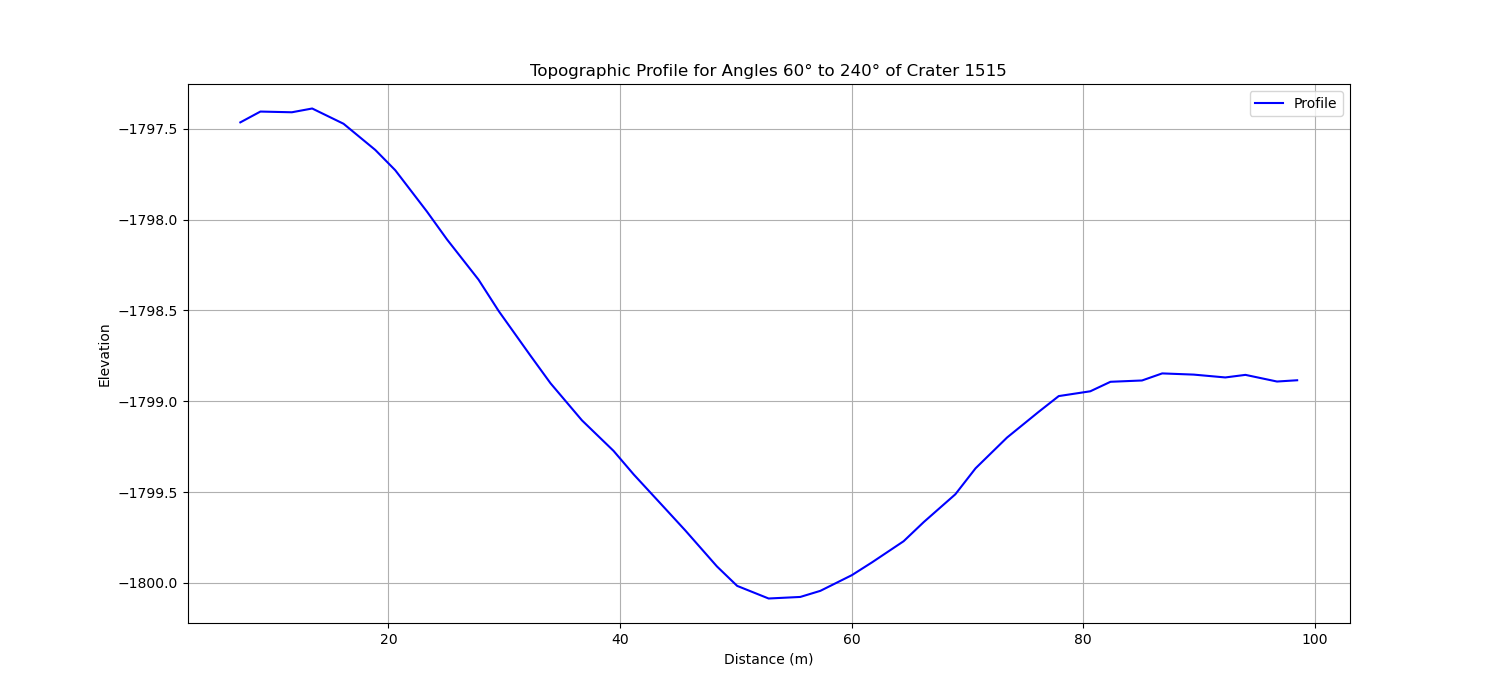 Topographic Profile for Angles 60° to 240° of Crater 1515
Profile
−1797.5
−1798.0
−1798.5
−1799.0
−1799.5
−1800.0
Elevation
20 40 60 80 100
Distance (m)